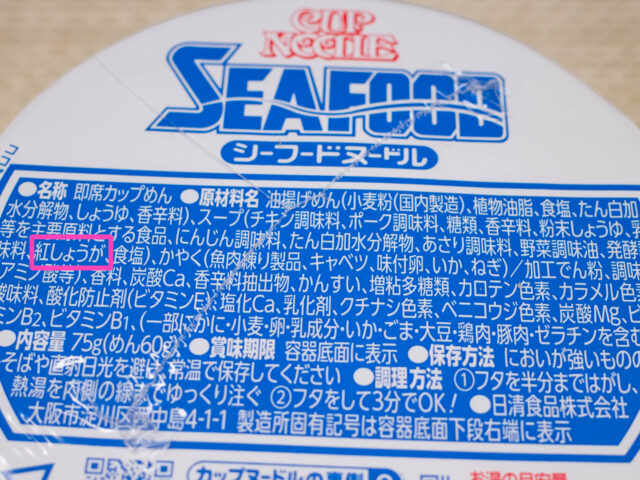 CUP NOODLE
SEAFOOD
シーフードヌードル
●名称 即席カップめん ●原材料名 油揚げめん(小麦粉(国内製造)、植物油脂、食塩、たん白加
水分解物、しょうゆ、香辛料)、スープ(チキン調味料、ポーク調味料、糖類、香辛料、粉末しょうゆ、
等を主要原料とする食品、にんじん調味料、たん白加水分解物、あさり調味料、野菜調味油、発酵
味料、紅しょうが、食塩)、かやく(魚肉練り製品、キャベツ、味付卵、いか、ねぎ)/加工でん粉、調
アミノ酸等)、香料、炭酸Ca、香辛料抽出物、かんすい、増粘多糖類、カロテン色素、カラメル色素
酸味料、酸化防止剤(ビタミンE)、塩化Ca、乳化剤、クチナシ色素、ベニコウジ色素、炭酸Mg、
ミンB2、ビタミンB1、(一部にかに・小麦・卵・乳成分・いか・ごま・大豆・鶏肉・豚肉・ゼラチンを含
●内容量 75g(めん60g) ●賞味期限 容器底面に表示 ●保存方法 においが強いものの
そばや直射日光を避け、常温で保存してください ●調理方法 ①フタを半分まではがし、
熱湯を内側の線までゆっくり注ぐ ②フタをして3分でOK! ●日清食品株式会社
大阪市淀川区西中島4-1-1 製造所固有記号は容器底面下段右端に表示
カップヌードルの裏側
お湯の目安量